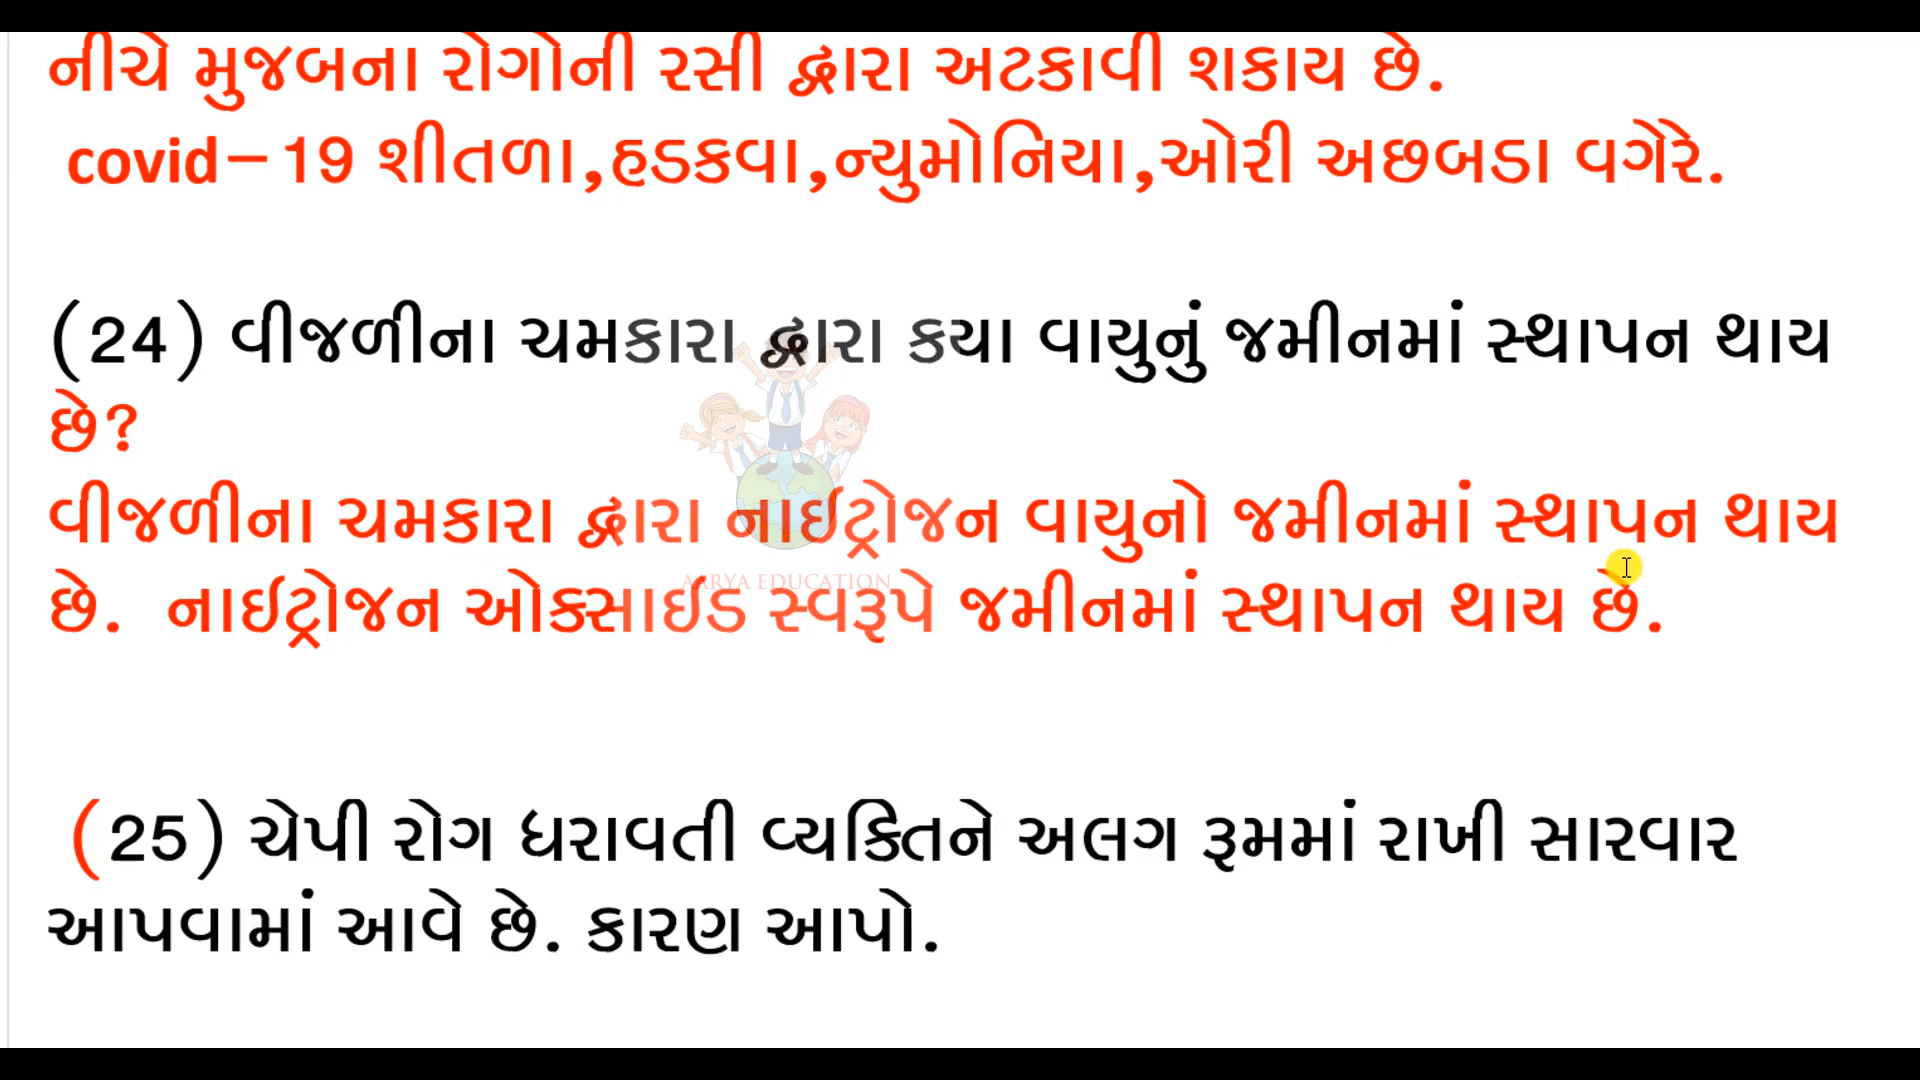 નીચે મુજબના રોગોની રસી દ્વારા અટકાવી શકાય છે.
covid-19 શીતળા,હડકવા,ન્યુમોનિયા,ઓરી અછબડા વગેરે.
(24) વીજળીના ચમકારા દ્વારા કયા વાયુનું જમીનમાં સ્થાપન થાય
છે?
વીજળીના ચમકારા દ્વારા નાઈટ્રોજન વાયુનો જમીનમાં સ્થાપન થાય
AARYA EDUCATION
છે. નાઈટ્રોજન ઓક્સાઈડ સ્વરૂપે જમીનમાં સ્થાપન થાય છે.
(25) ચેપી રોગ ધરાવતી વ્યક્તિને અલગ રૂમમાં રાખી સારવાર
આપવામાં આવે છે. કારણ આપો.